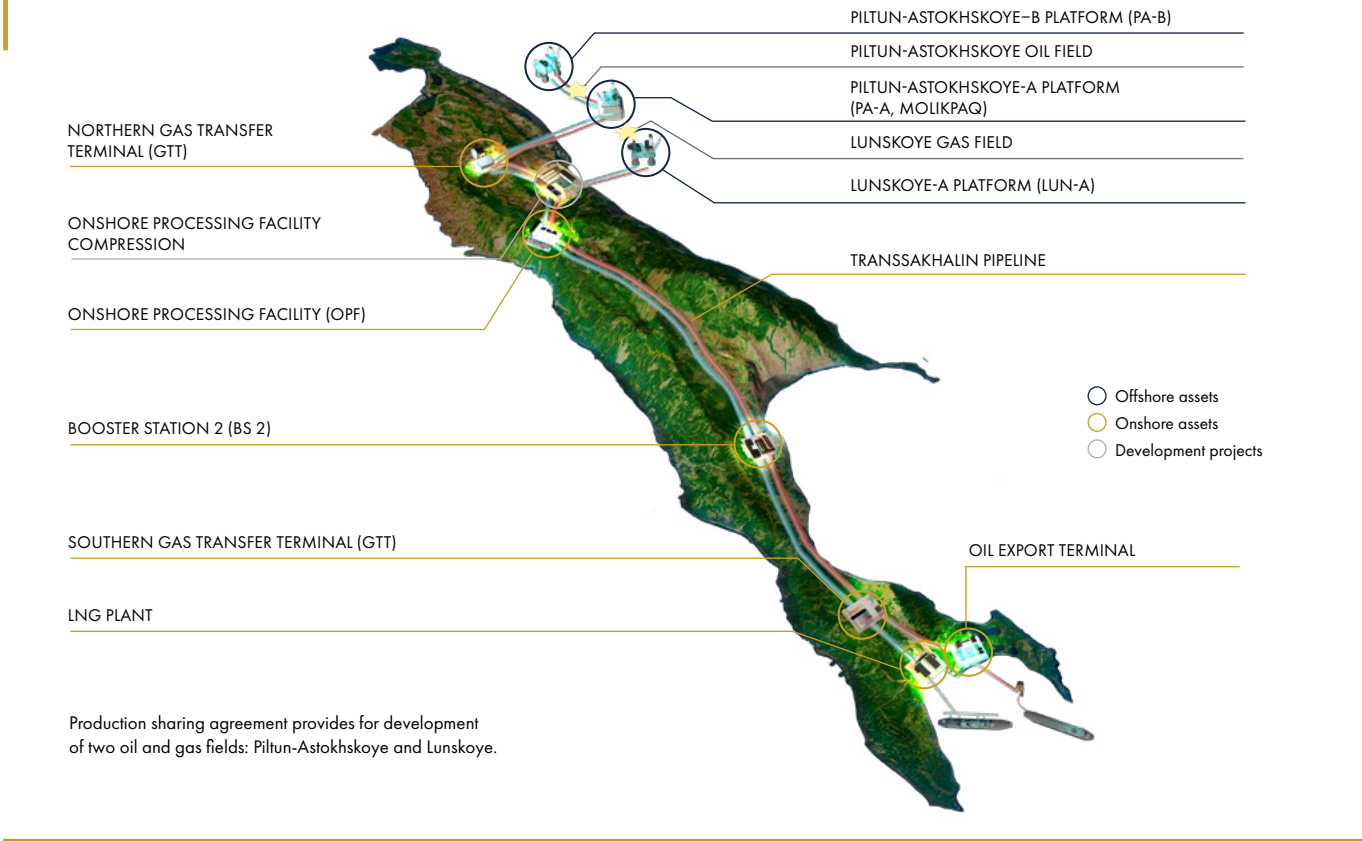 PILTUN-ASTOKHSKOYE–B PLATFORM (PA-B)
PILTUN-ASTOKHSKOYE OIL FIELD
PILTUN-ASTOKHSKOYE-A PLATFORM
(PA-A, MOLIKPAQ)
LUNSKOYE GAS FIELD
LUNSKOYE-A PLATFORM (LUN-A)
NORTHERN GAS TRANSFER
TERMINAL (GTT)
ONSHORE PROCESSING FACILITY
COMPRESSION
TRANSSAKHALIN PIPELINE
ONSHORE PROCESSING FACILITY (OPF)
Offshore assets
Onshore assets
Development projects
BOOSTER STATION 2 (BS 2)
SOUTHERN GAS TRANSFER TERMINAL (GTT)
OIL EXPORT TERMINAL
LNG PLANT
Production sharing agreement provides for development
of two oil and gas fields: Piltun-Astokhskoye and Lunskoye.